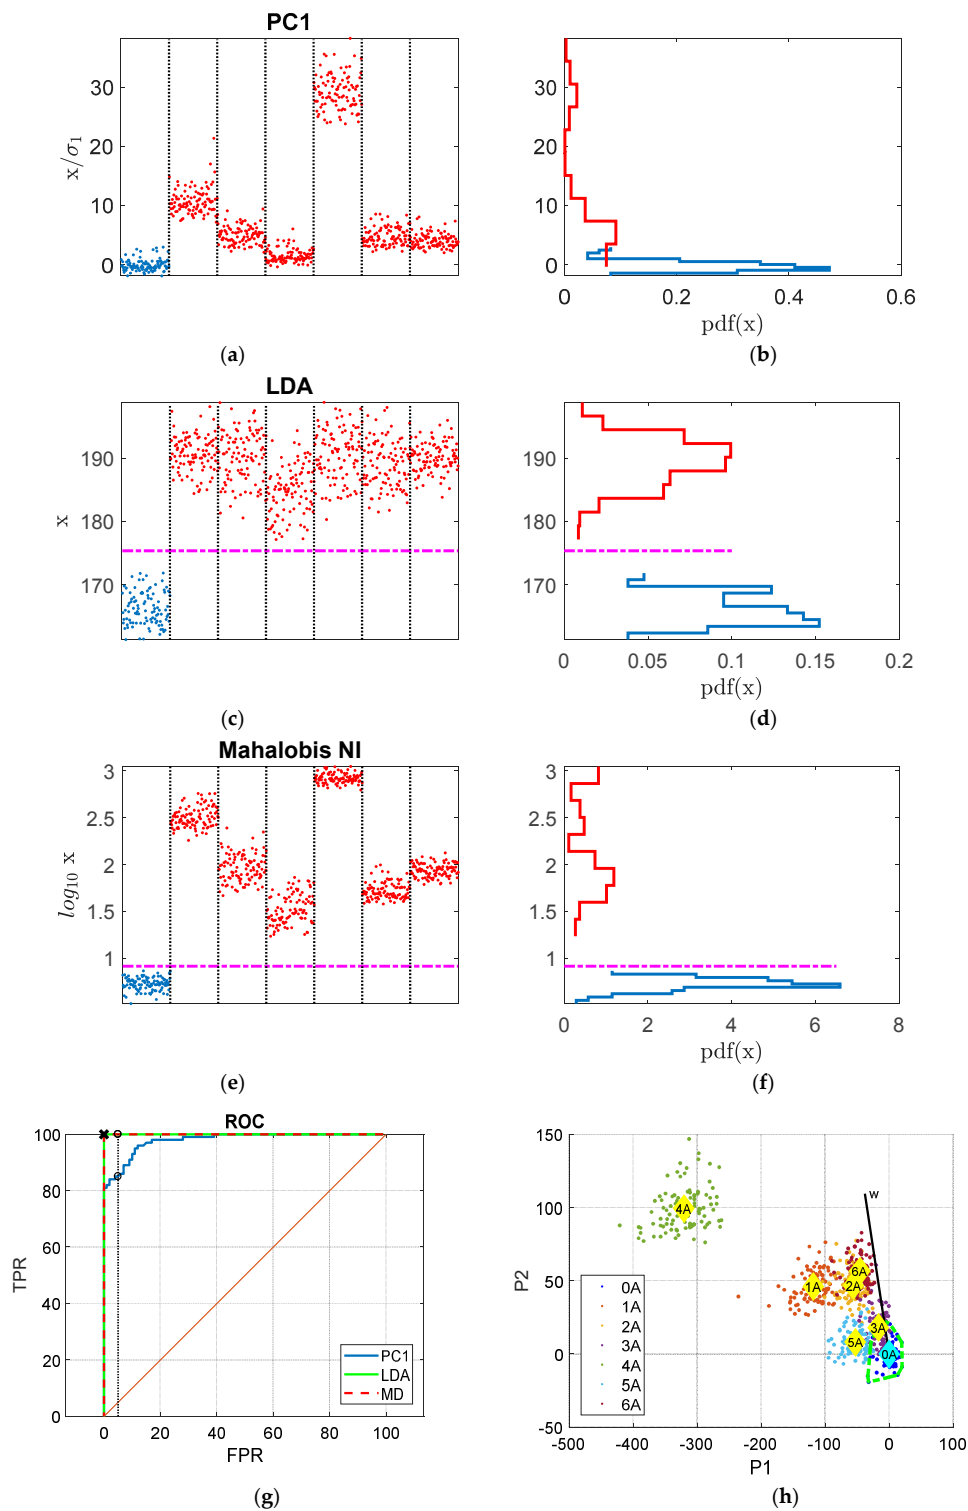 PC1
x/σ1
30
20
10
0
30
20
10
0
0
0.2
0.4
0.6
pdf(x)
(a)
(b)
LDA
x
190
180
170
190
180
170
0
0.05
0.1
0.15
0.2
pdf(x)
(c)
(d)
Mahalobis NI
log10 x
3
2.5
2
1.5
1
3
2.5
2
1.5
1
0
2
4
6
8
pdf(x)
(e)
(f)
ROC
TPR
100
80
60
40
20
0
0
20
40
60
80
100
FPR
PC1
LDA
MD
P2
150
100
50
0
-50
-500
-400
-300
-200
-100
0
100
P1
w
4A
6A
1A
2A
3A
5A
0A
0A
1A
2A
3A
4A
5A
6A
(g)
(h)